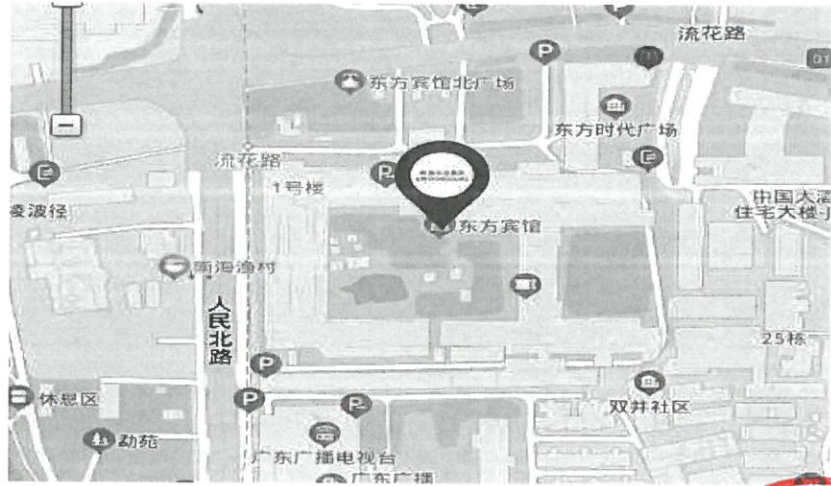 流花路
P
东方宾馆北广场
东方时代广场
流花路
P
1号楼
中国大酒
住宅大楼-J
凌波径
东方宾馆
南海渔村
人民北路
25栋
P
休息区
P
P
双井社区
勐苑
广东广播电视台
广东广播